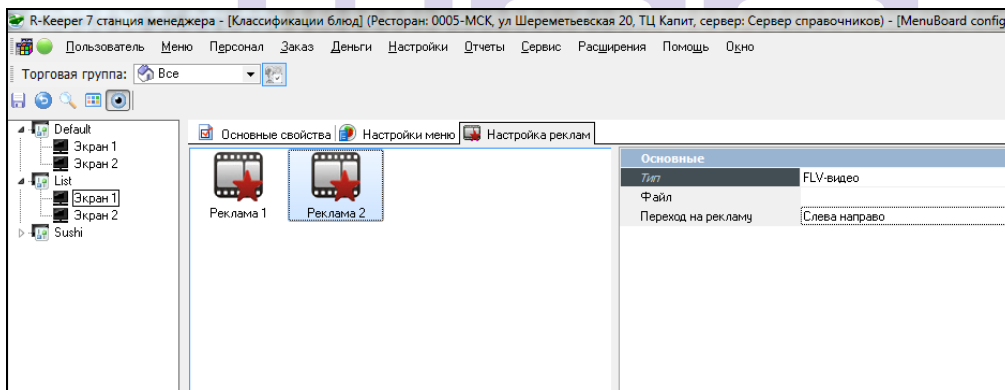 R-Keeper 7 станция менеджера - [Классификации блюд] (Ресторан: 0005-МСК, ул Шереметьевская 20, ТЦ Капит, сервер: Сервер справочников) - [MenuBoard config
Пользователь Меню Персонал Заказ Деньги Настройки Отчеты Сервис Расширения Помощь Окно
Торговая группа: Все
Default
Экран 1
Экран 2
List
Экран 1
Экран 2
Sushi
Основные свойства Настройки меню Настройка реклам
Реклама 1 Реклама 2
Основные
Тип FLV-видео
Файл
Переход на рекламу Слева направо